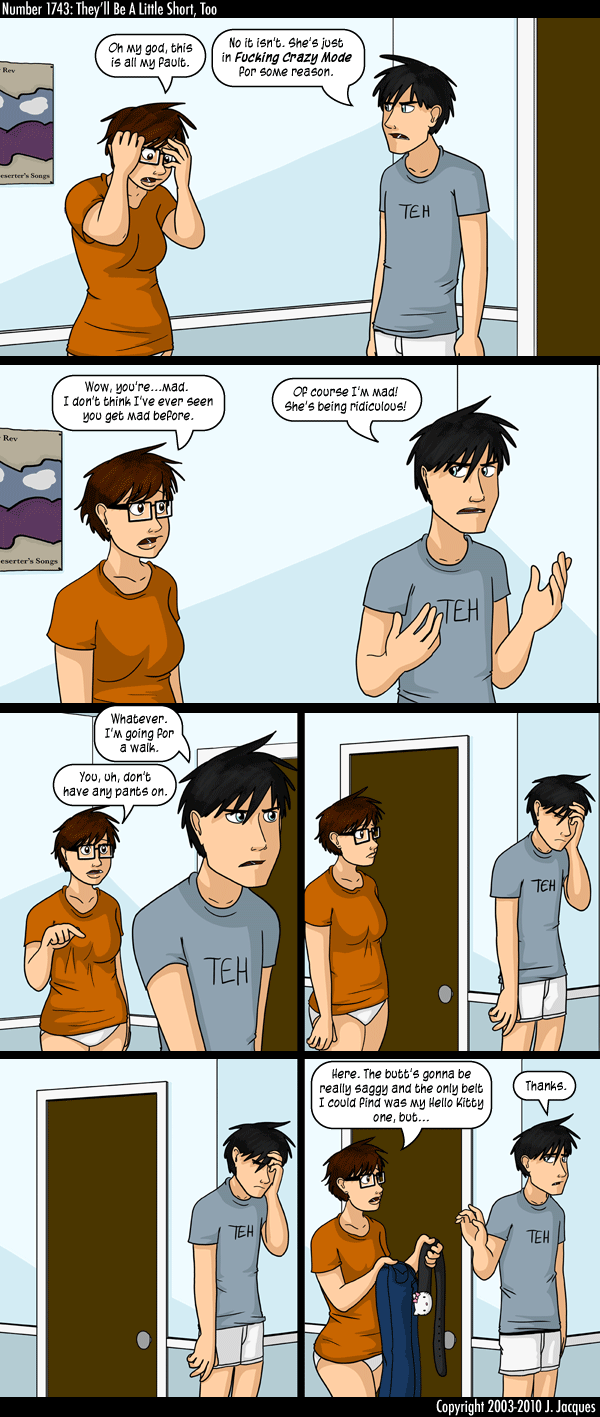 Number 1743: They'll Be A Little Short, Too
Oh my god, this
is all my fault.
No it isn't. She's just
in Fucking Crazy Mode
for some reason.
Rev
eserter's Songs
TEH
Wow, you're...mad.
I don't think I've ever seen
you get mad before.
Of course I'm mad!
She's being ridiculous!
Rev
eserter's Songs
TEH
Whatever.
I'm going for
a walk.
You, uh, don't
have any pants on.
TEH
TEH
TEH
Here. The butt's gonna be
really saggy and the only belt
I could find was my Hello Kitty
one, but...
Thanks.
TEH
Copyright 2003-2010 J. Jacques